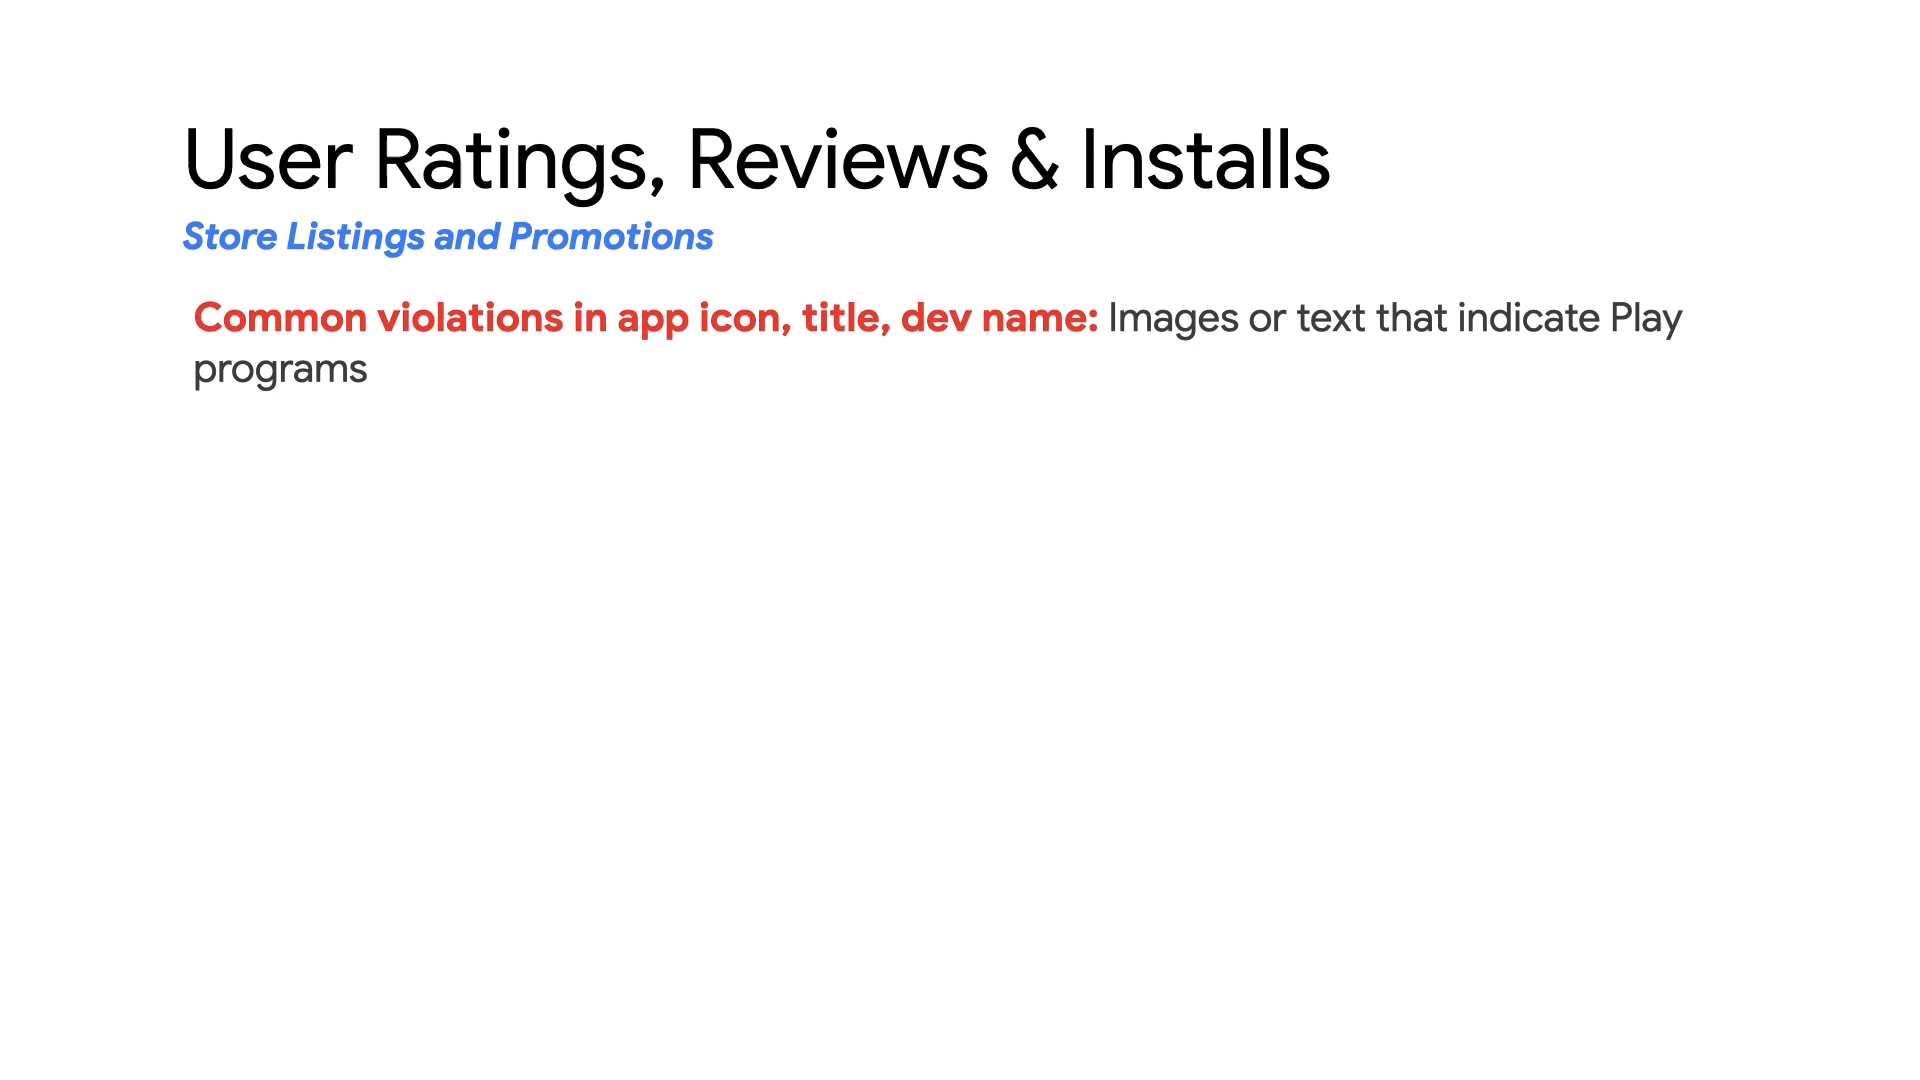 User Ratings, Reviews & Installs
Store Listings and Promotions
Common violations in app icon, title, dev name: Images or text that indicate Play
programs